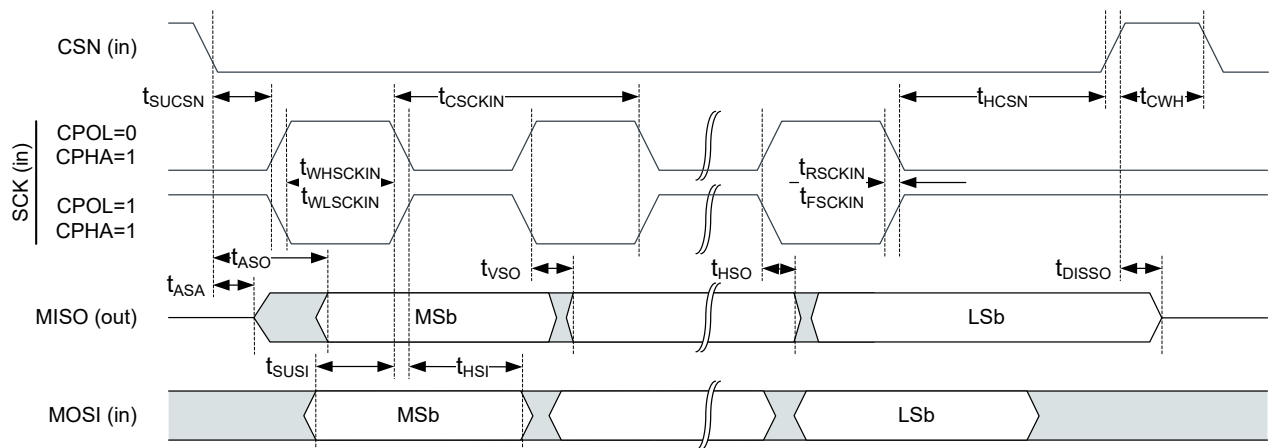 CSN (in)
tSUCSN
tCSCKIN
tHCSN
tCWH
SCK (in)
CPOL=0
CPHA=1
tWHSCKIN
tWLSCKIN
tRSCKIN
tFSCKIN
CPOL=1
CPHA=1
tASO
tASA
tVSO
tHSO
tDISSO
MISO (out)
MSb
LSb
tSUSI
tHSI
MOSI (in)
MSb
LSb